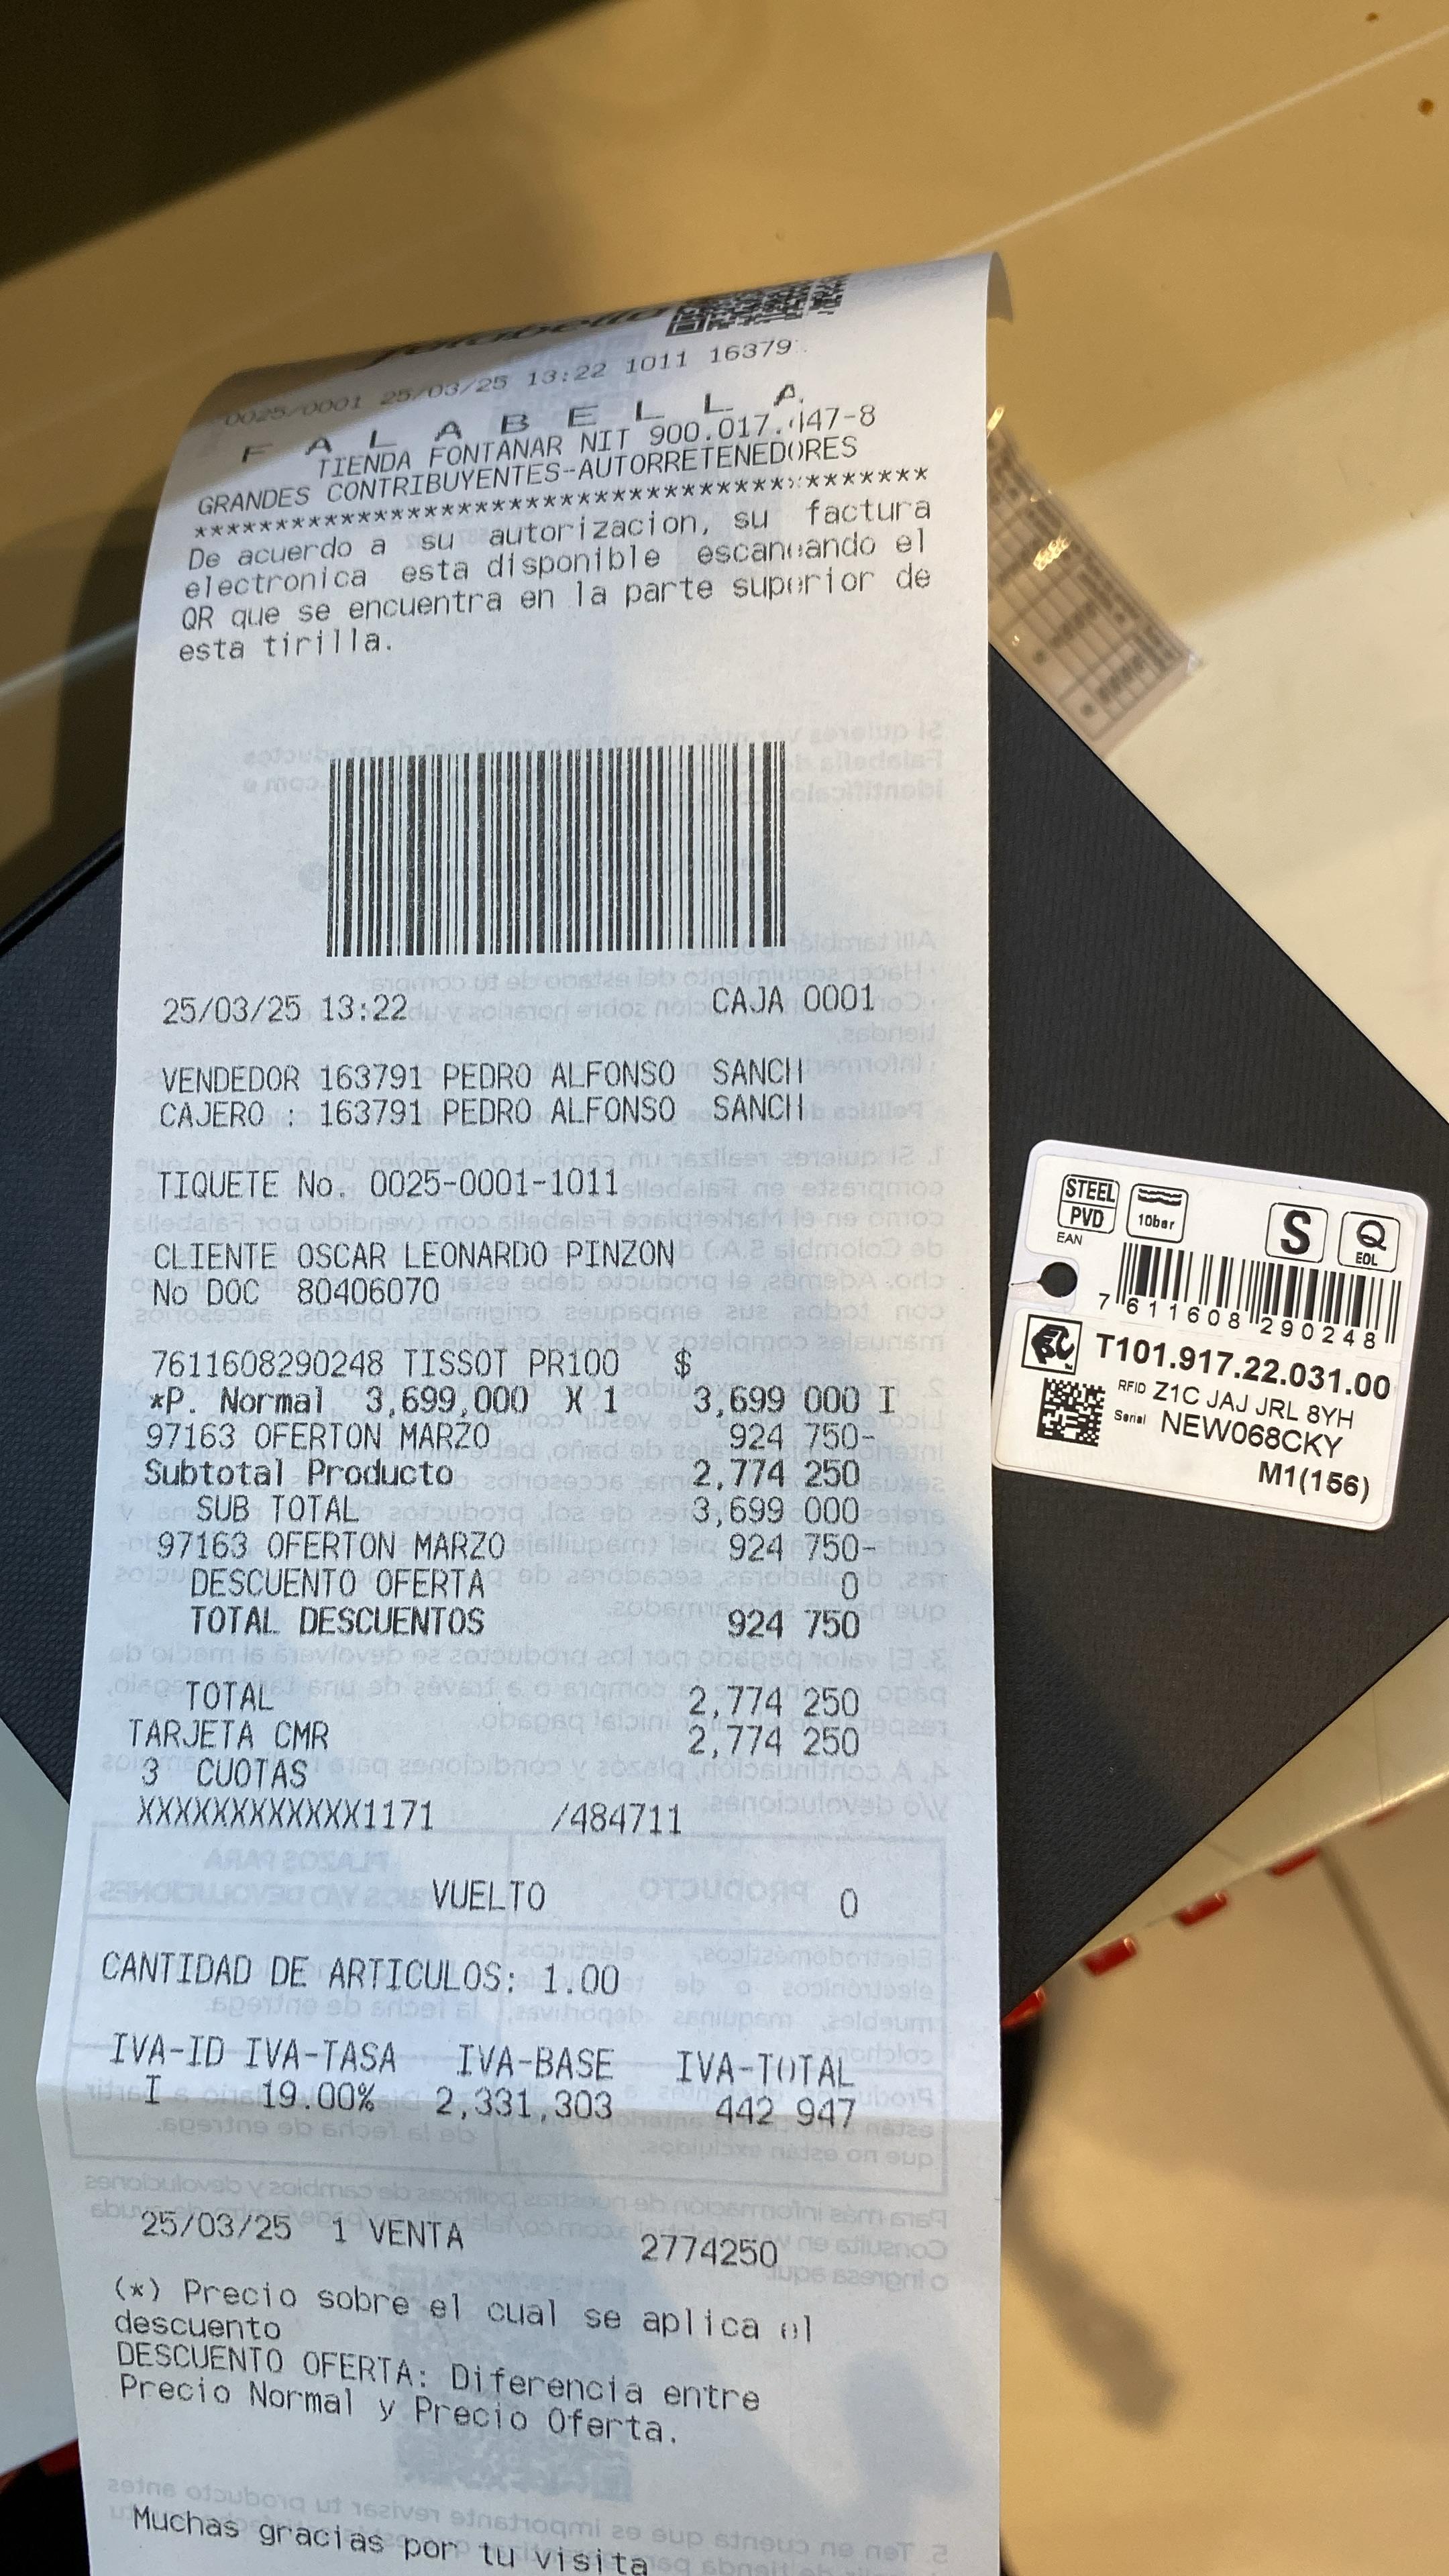 falabella
0025/0001 25/03/25 13:22 1011 16379
F A L A B E L L A
TIENDA FONTANAR NIT 900.017.447-8
GRANDES CONTRIBUYENTES-AUTORRETENEDORES
**********************************************
De acuerdo a su autorizacion, su factura
electronica esta disponible escaneando el
QR que se encuentra en la parte superior de
esta tirilla.
25/03/25 13:22 CAJA 0001
VENDEDOR 163791 PEDRO ALFONSO SANCH
CAJERO : 163791 PEDRO ALFONSO SANCH
TIQUETE No. 0025-0001-1011
CLIENTE OSCAR LEONARDO PINZON
No DOC 80406070
7611608290248 TISSOT PR100 $
*P. Normal 3,699,000 X 1 3,699 000 I
97163 OFERTON MARZO 924 750-
Subtotal Producto 2,774 250
SUB TOTAL 3,699 000
97163 OFERTON MARZO 924 750-
DESCUENTO OFERTA 0
TOTAL DESCUENTOS 924 750
TOTAL 2,774 250
TARJETA CMR 2,774 250
3 CUOTAS
XXXXXXXXXXXX1171 /484711
VUELTO 0
CANTIDAD DE ARTICULOS: 1.00
IVA-ID IVA-TASA IVA-BASE IVA-TOTAL
I 19.00% 2,331,303 442 947
25/03/25 1 VENTA 2774250
(*) Precio sobre el cual se aplica el
descuento
DESCUENTO OFERTA: Diferencia entre
Precio Normal y Precio Oferta.
Muchas gracias por tu visita
STEEL
PVD
10bar
S
Q
EOL
EAN
7 611608 290248
T101.917.22.031.00
RFID Z1C JAJ JRL 8YH
Serial NEW068CKY
M1(156)